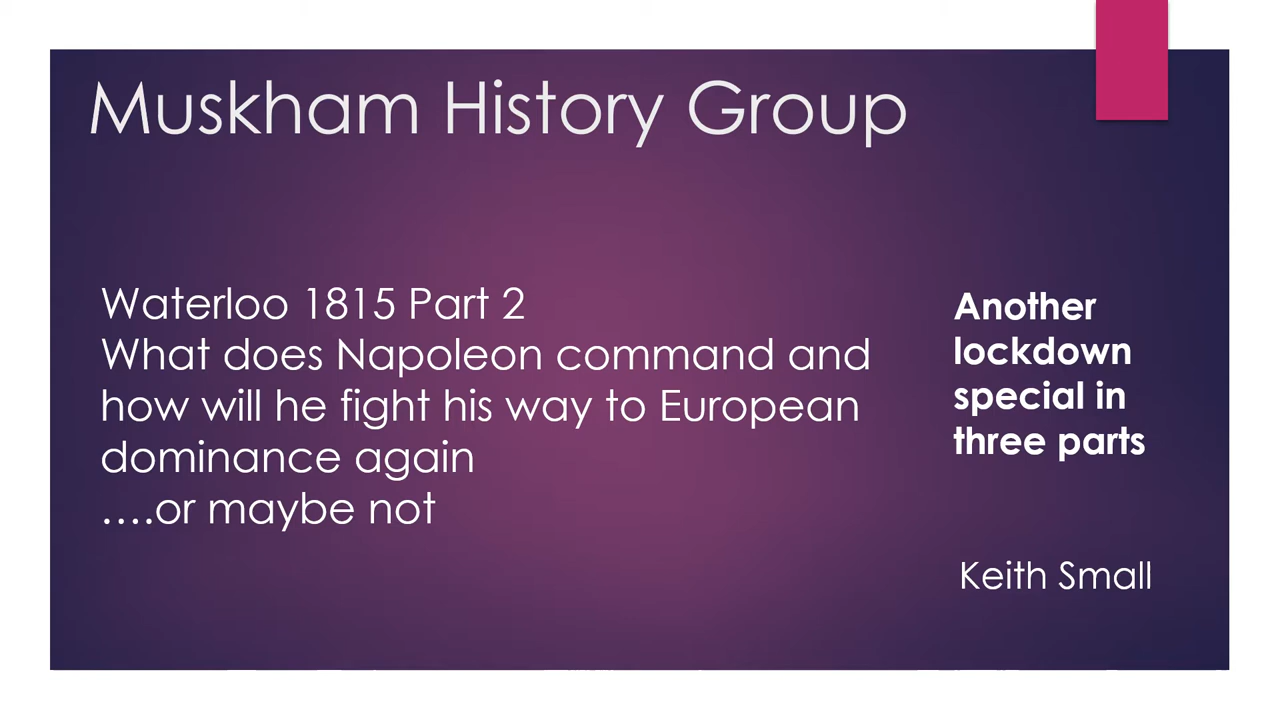 Muskham History Group
Waterloo 1815 Part 2
What does Napoleon command and
how will he fight his way to European
dominance again
....or maybe not
Another
lockdown
special in
three parts
Keith Small